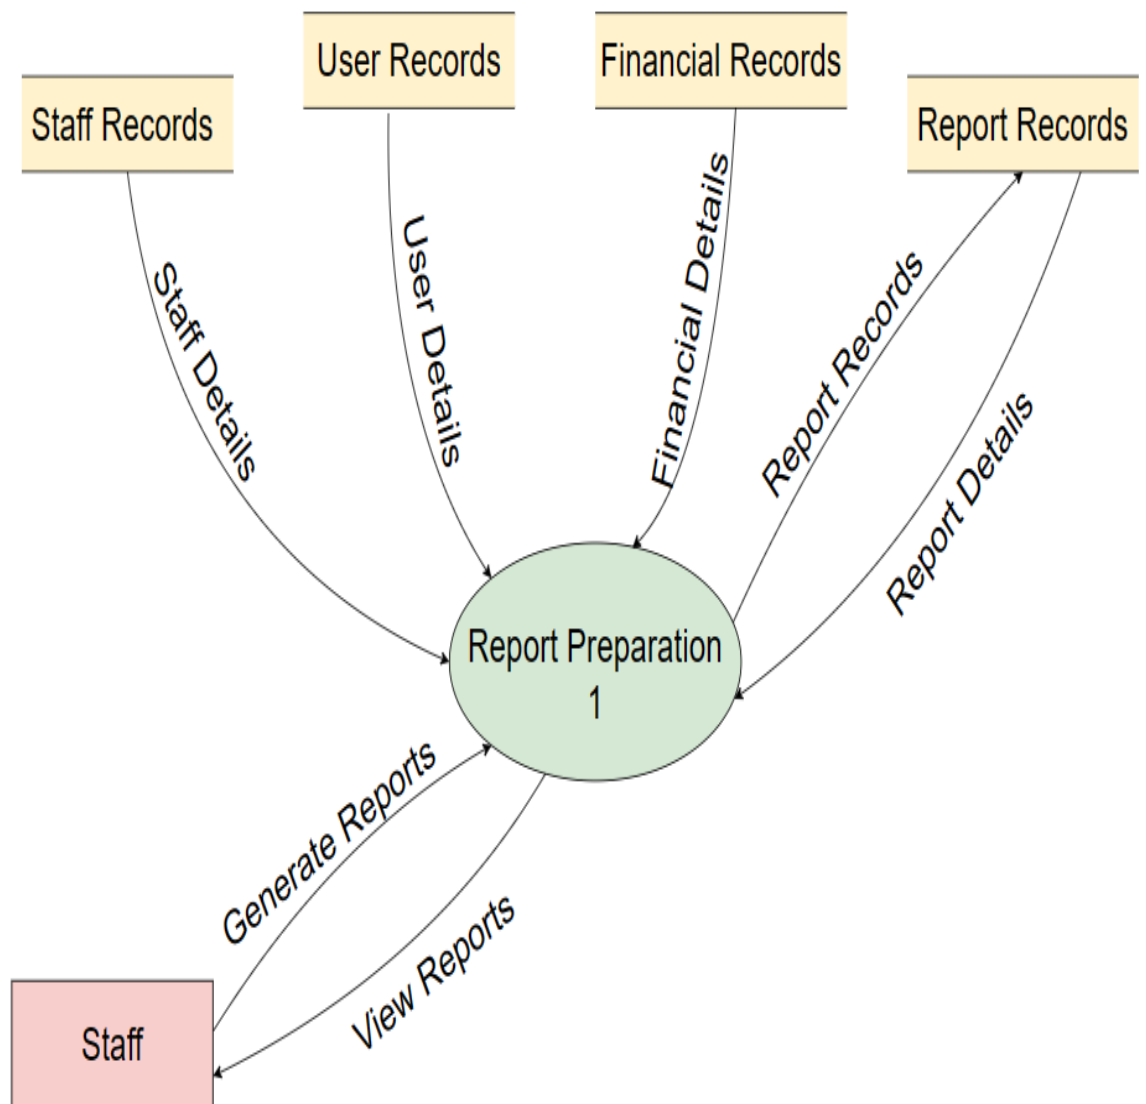 User Records
Financial Records
Staff Records
Report Records
Staff Details
User Details
Financial Details
Report Records
Report Details
Report Preparation
1
Generate Reports
View Reports
Staff